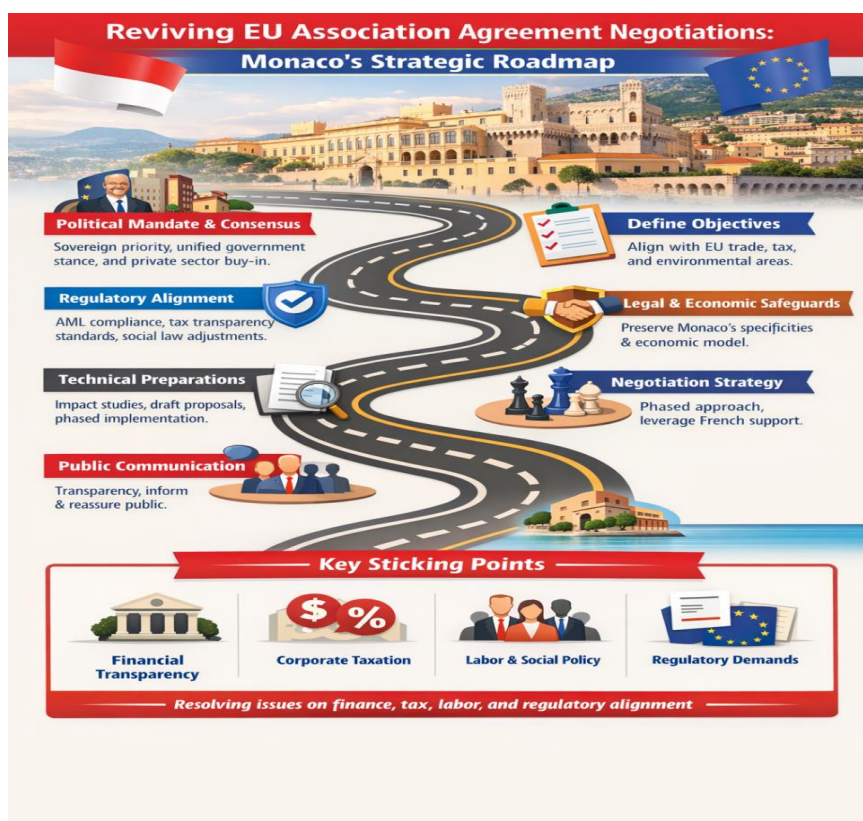 Reviving EU Association Agreement Negotiations:
Monaco's Strategic Roadmap
Political Mandate & Consensus
Sovereign priority, unified government
stance, and private sector buy-in.
Define Objectives
Align with EU trade, tax,
and environmental areas.
Regulatory Alignment
AML compliance, tax transparency
standards, social law adjustments.
Legal & Economic Safeguards
Preserve Monaco's specificities
& economic model.
Technical Preparations
Impact studies, draft proposals,
phased implementation.
Negotiation Strategy
Phased approach,
leverage French support.
Public Communication
Transparency, inform
& reassure public.
Key Sticking Points
$ %
Financial
Transparency
Corporate Taxation
Labor & Social Policy
Regulatory Demands
Resolving issues on finance, tax, labor, and regulatory alignment